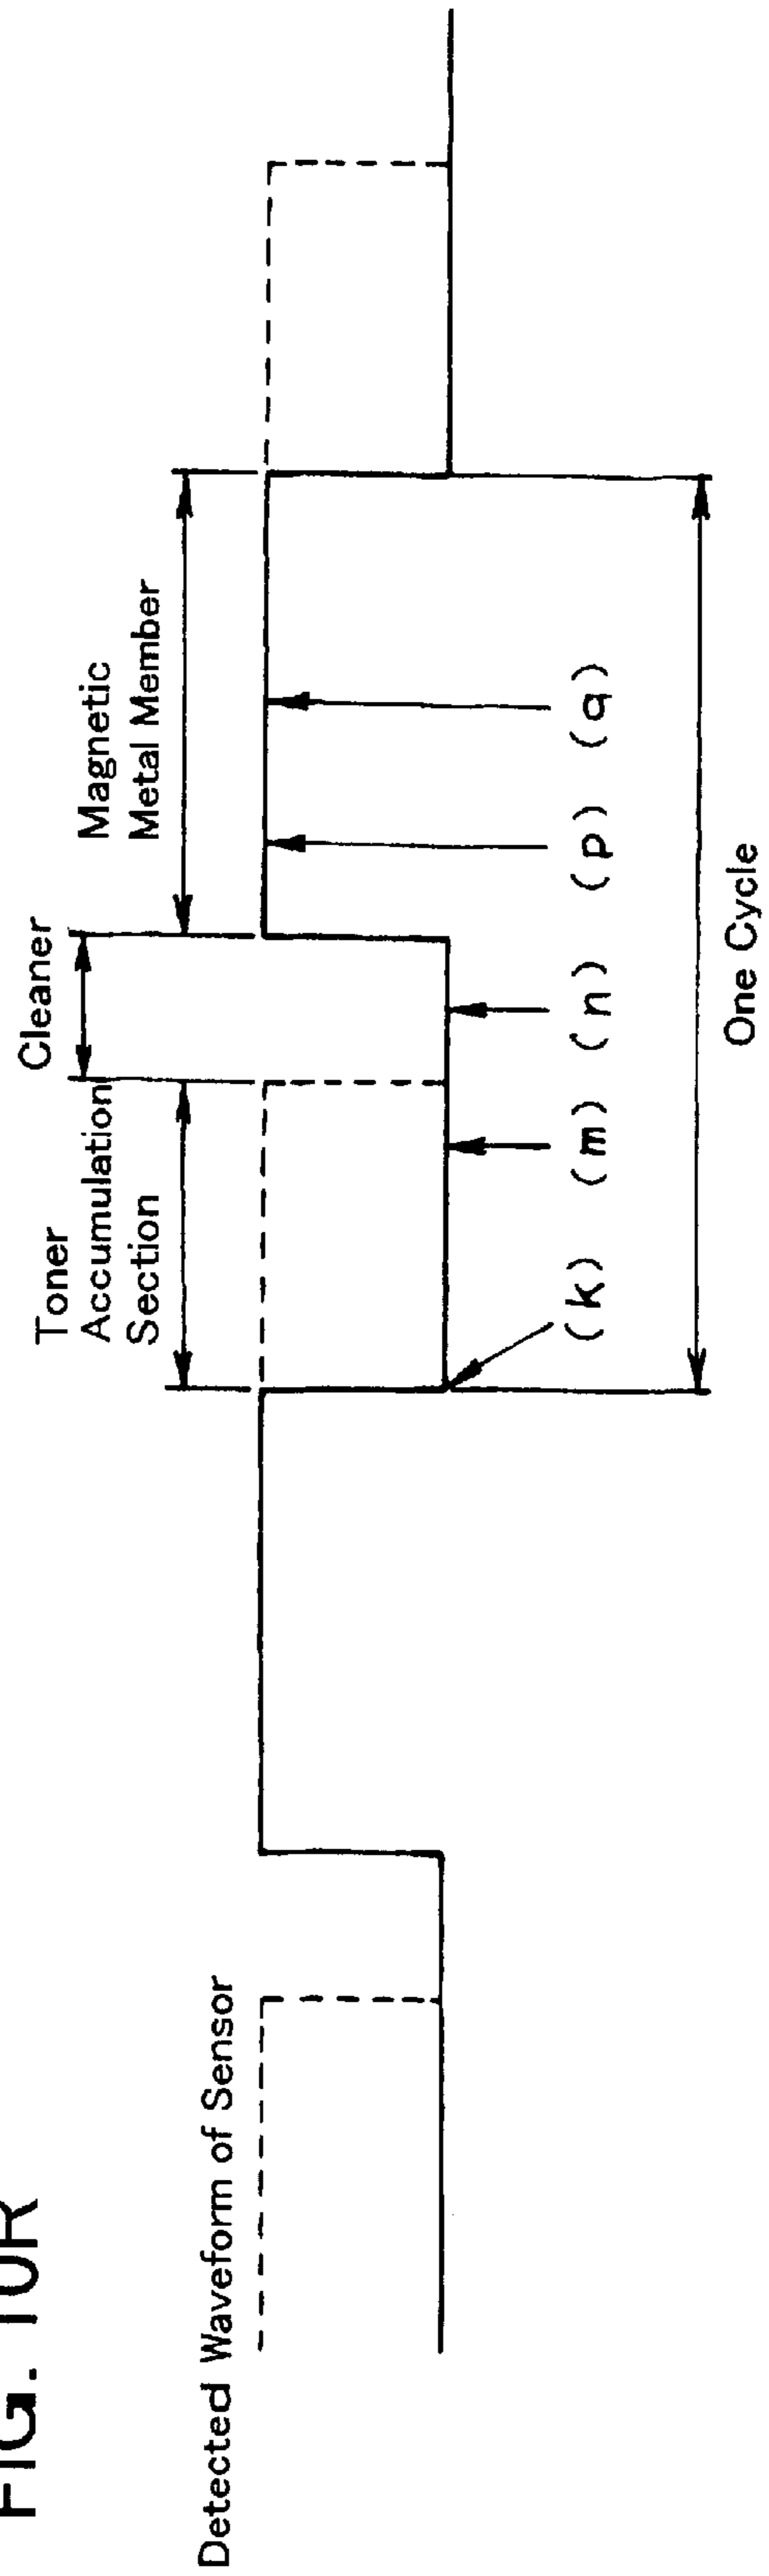 FIG. 10R
Detected Waveform of Sensor
Toner
Accumulation
Section
Cleaner
Magnetic
Metal Member
(k) (m) (n) (p) (q)
One Cycle